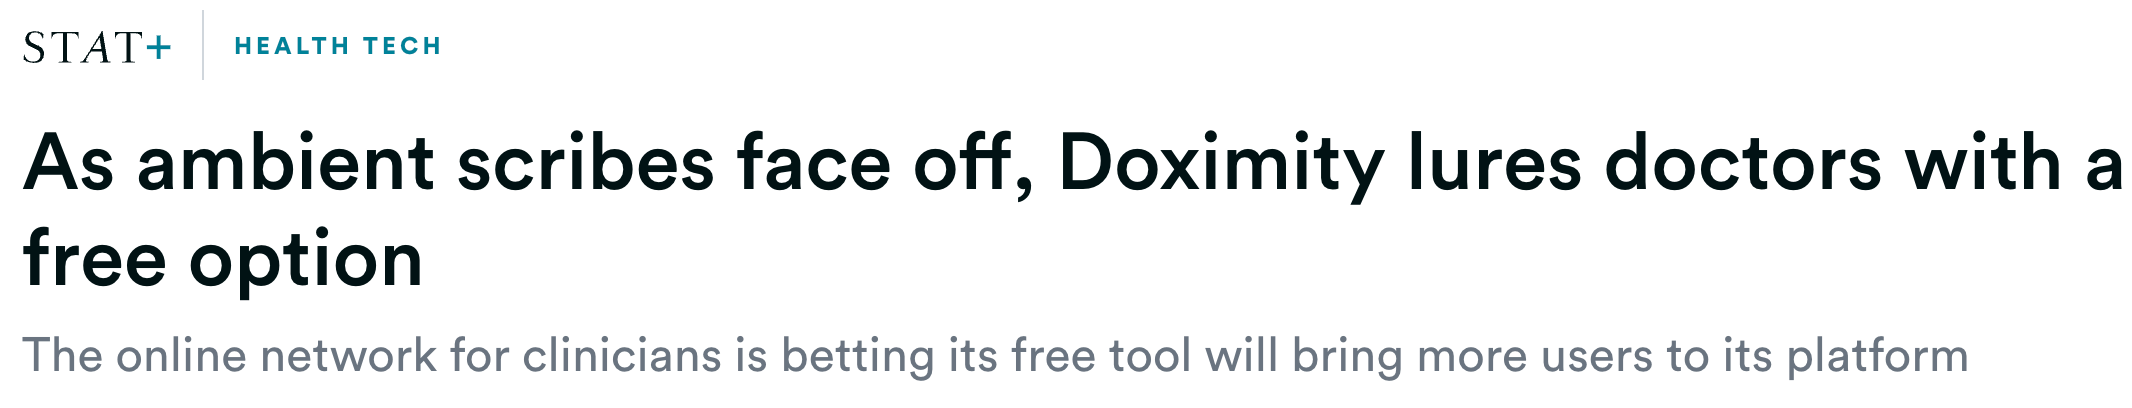 STAT+ HEALTH TECH
As ambient scribes face off, Doximity lures doctors with a
free option
The online network for clinicians is betting its free tool will bring more users to its platform